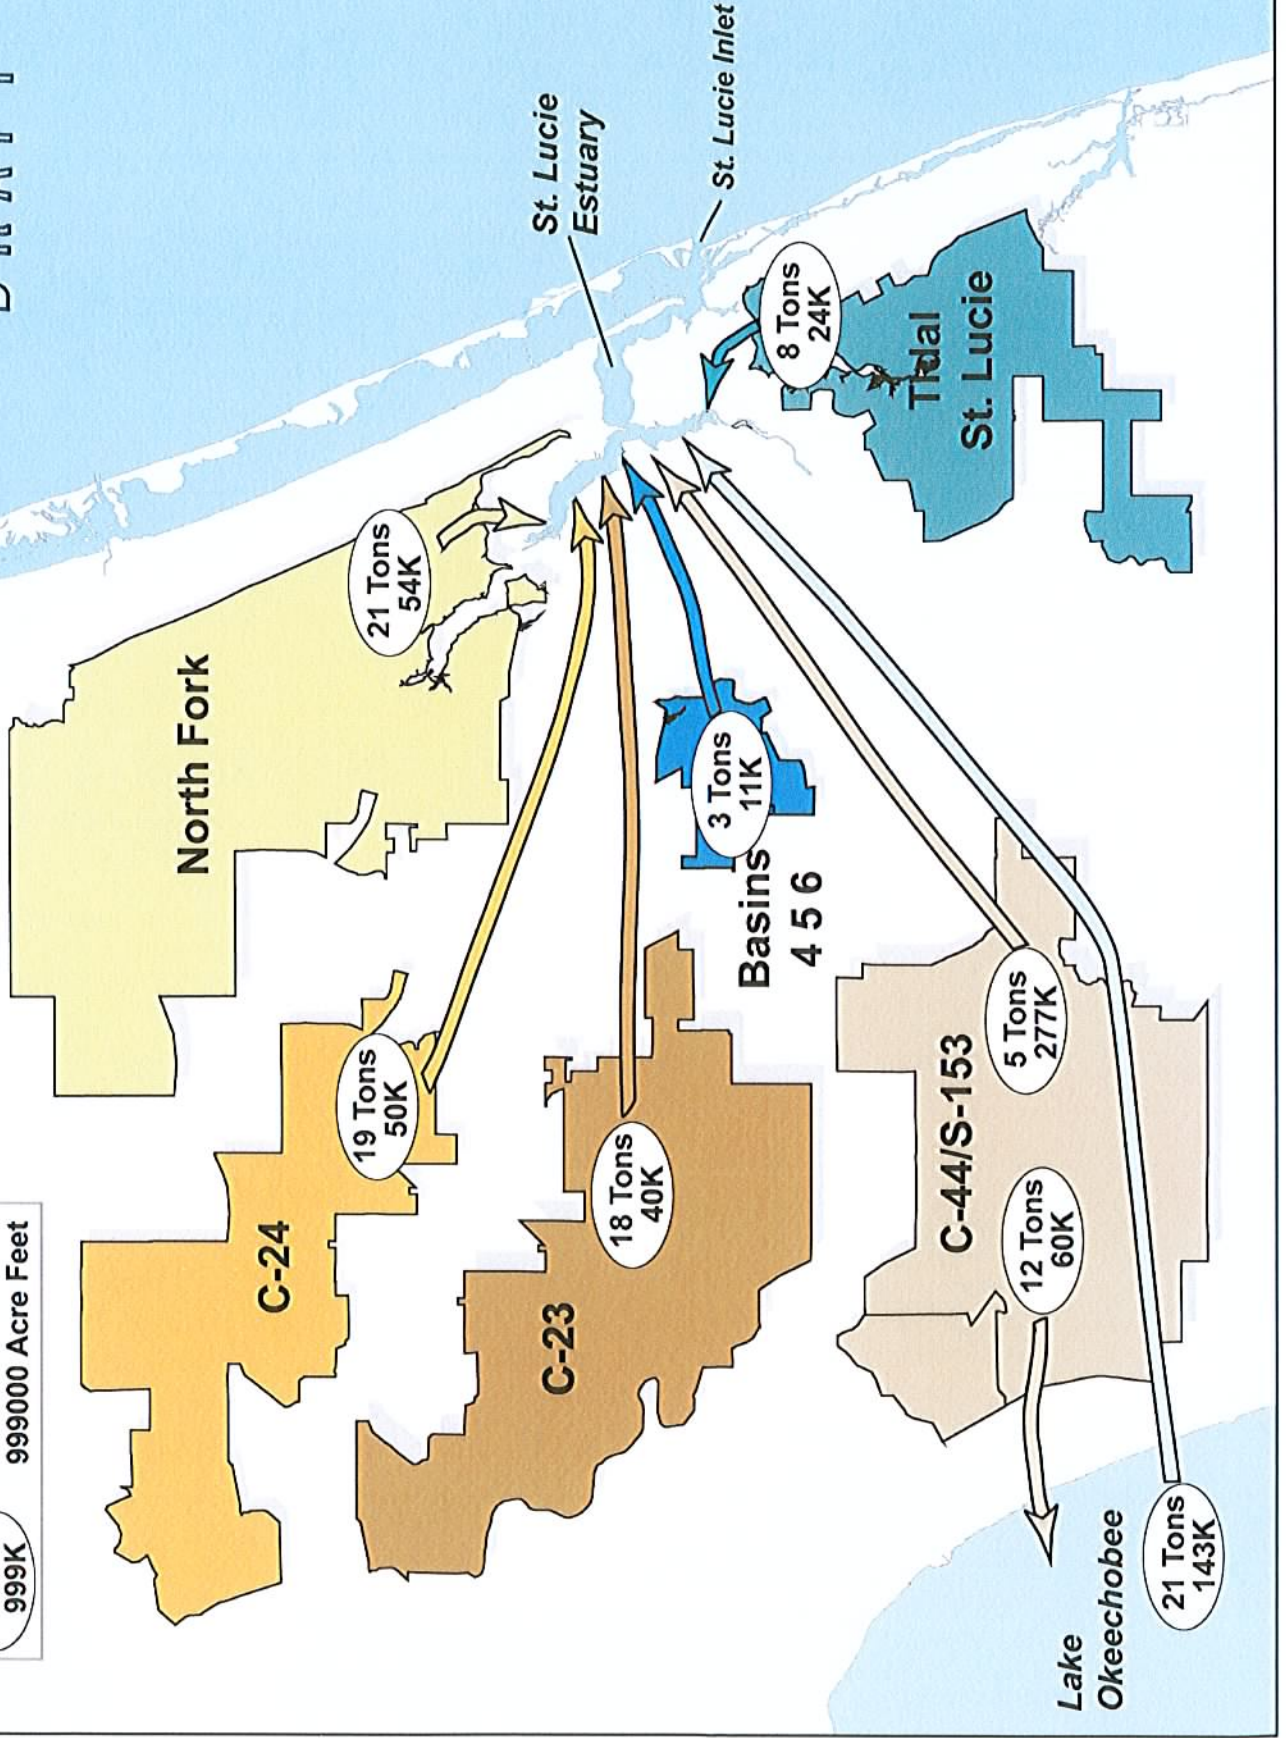 999K
999000 Acre Feet
St. Lucie
Estuary
St. Lucie Inlet
North Fork
21 Tons
54K
C-24
19 Tons
50K
C-23
18 Tons
40K
Basins
4 5 6
3 Tons
11K
8 Tons
24K
Tidal
St. Lucie
C-44/S-153
5 Tons
277K
12 Tons
60K
Lake
Okeechobee
21 Tons
143K